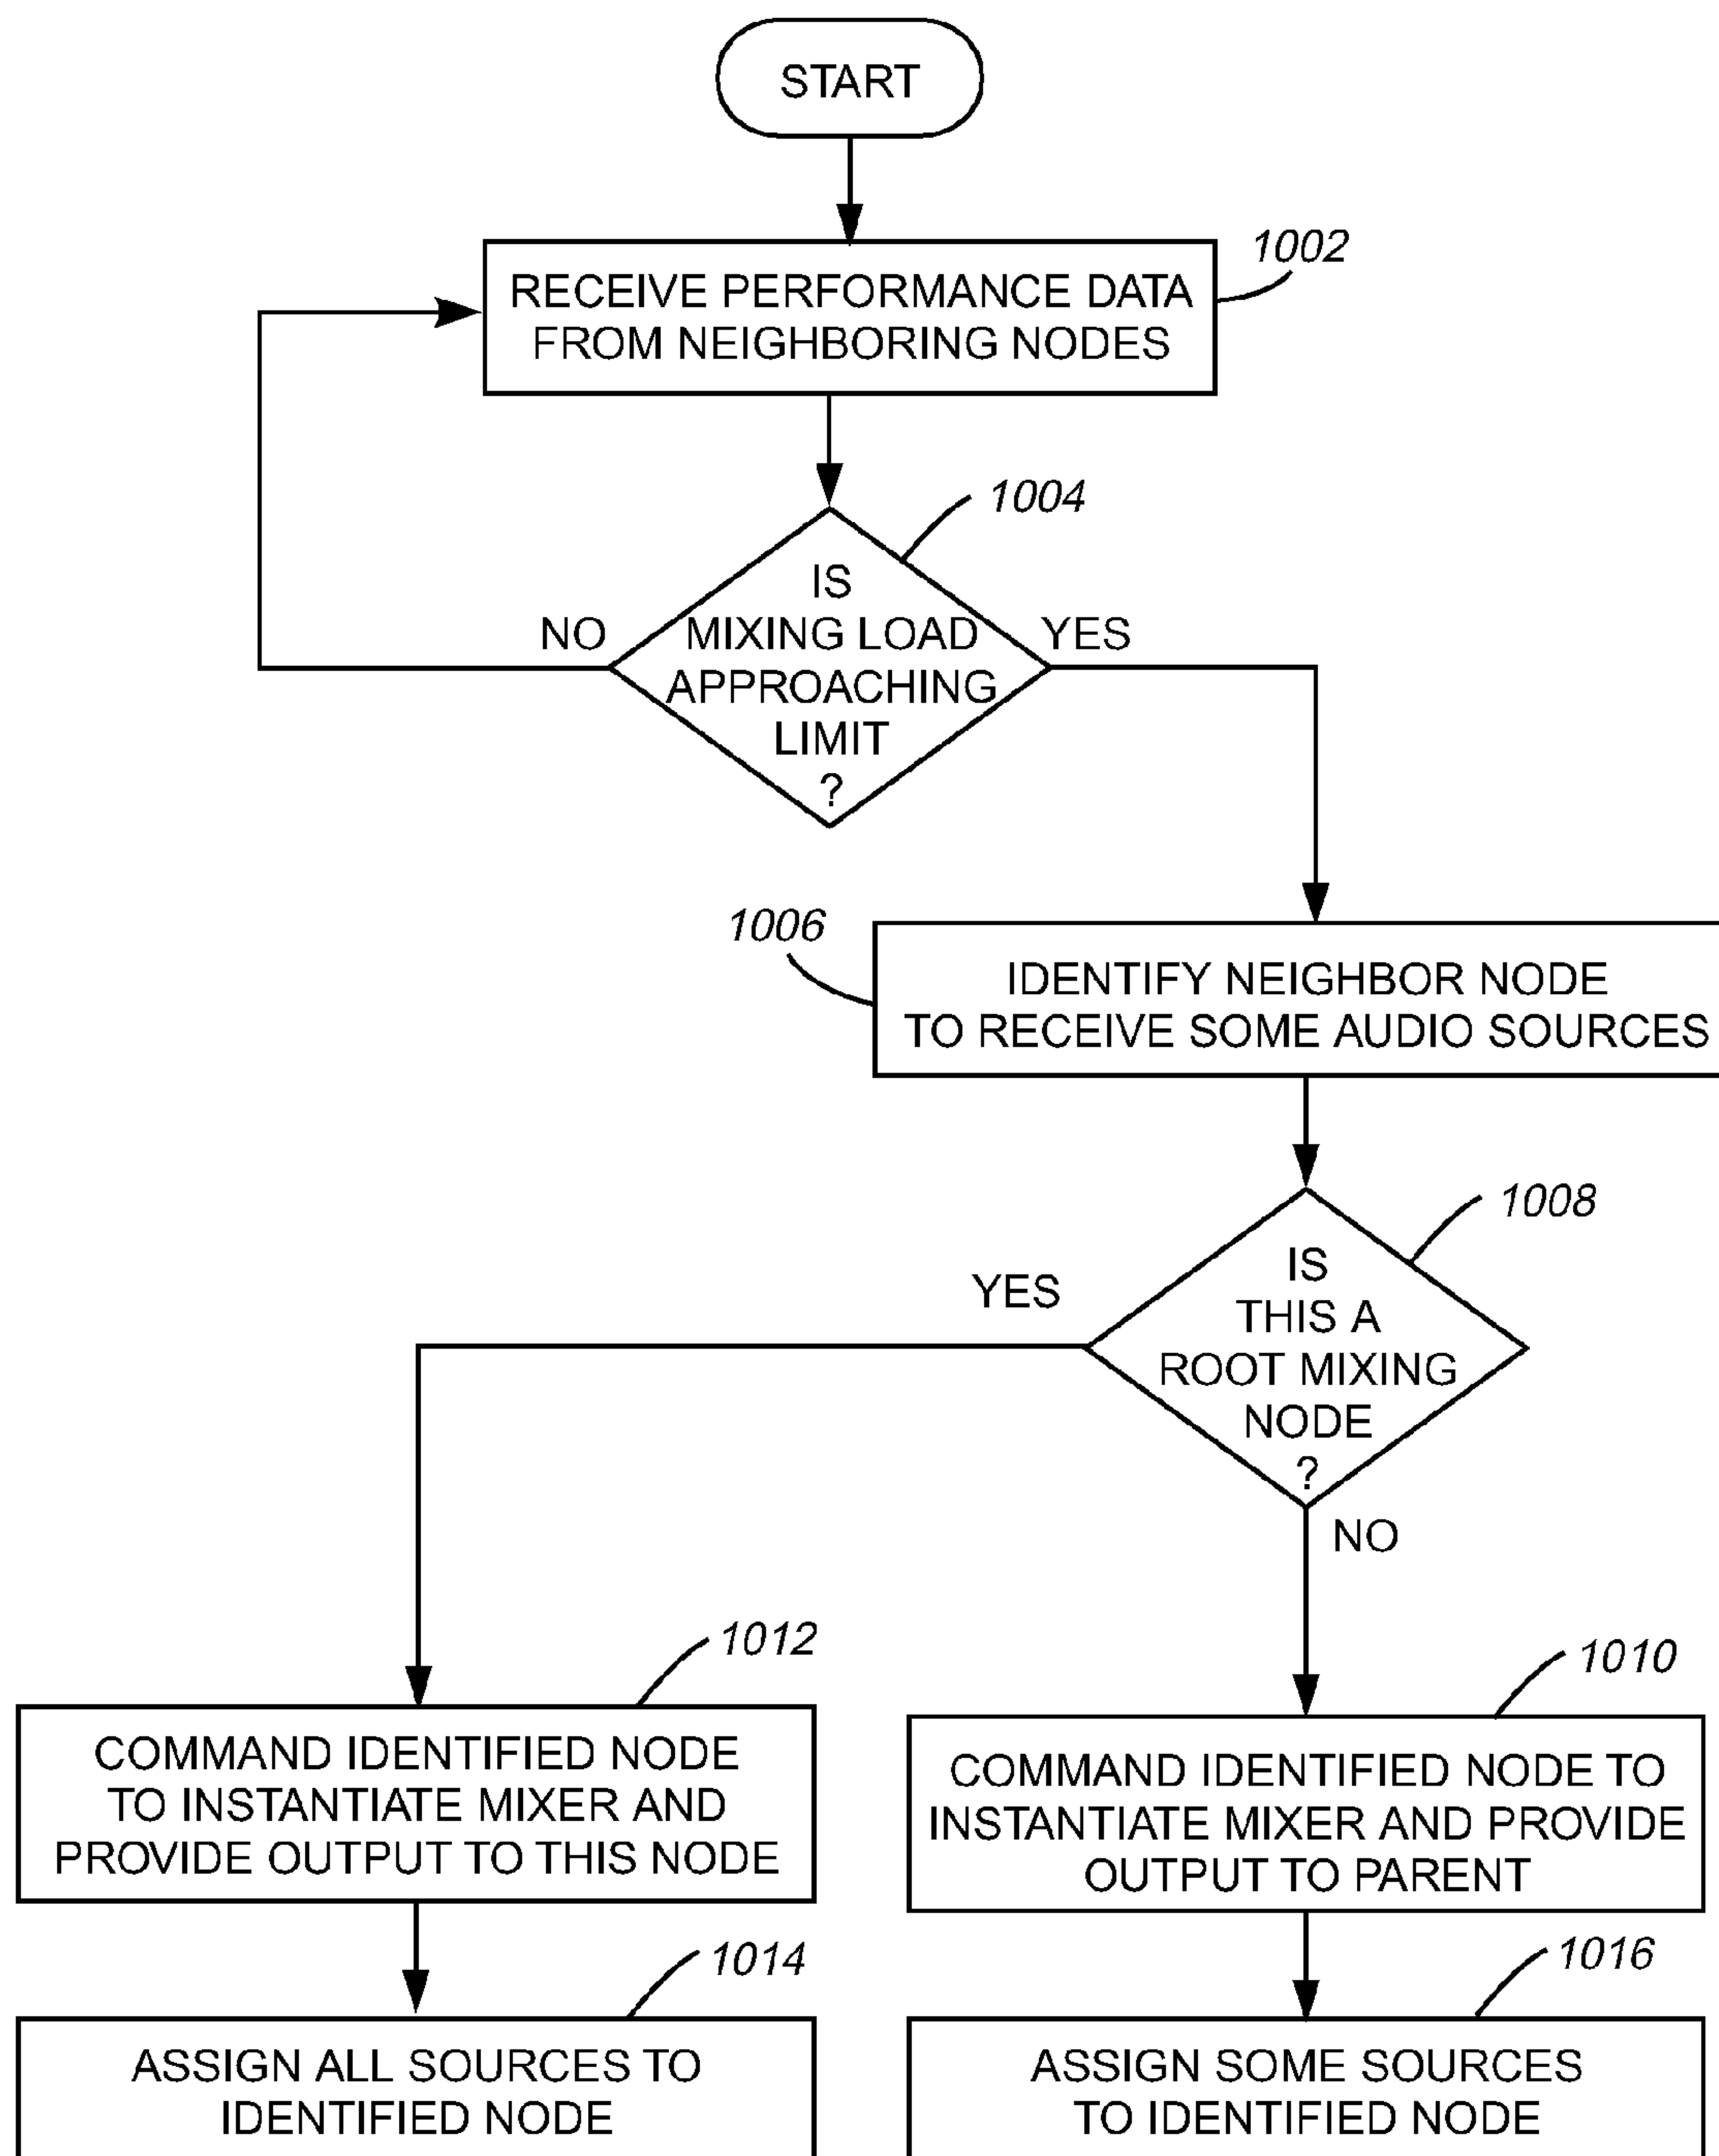 START
1002
RECEIVE PERFORMANCE DATA
FROM NEIGHBORING NODES
1004
IS
MIXING LOAD
APPROACHING
LIMIT
?
NO
YES
1006
IDENTIFY NEIGHBOR NODE
TO RECEIVE SOME AUDIO SOURCES
1008
IS
THIS A
ROOT MIXING
NODE
?
YES
NO
1012
COMMAND IDENTIFIED NODE
TO INSTANTIATE MIXER AND
PROVIDE OUTPUT TO THIS NODE
1010
COMMAND IDENTIFIED NODE TO
INSTANTIATE MIXER AND PROVIDE
OUTPUT TO PARENT
1014
ASSIGN ALL SOURCES TO
IDENTIFIED NODE
1016
ASSIGN SOME SOURCES
TO IDENTIFIED NODE